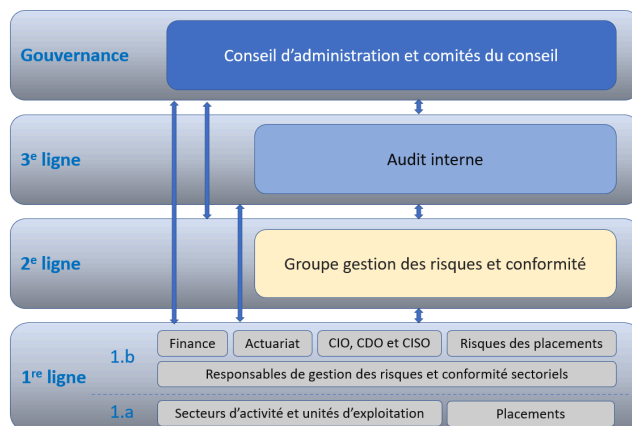 Gouvernance
Conseil d’administration et comités du conseil
3e ligne
Audit interne
2e ligne
Groupe gestion des risques et conformité
1re ligne
1.b
Finance
Actuariat
CIO, CDO et CISO
Risques des placements
Responsables de gestion des risques et conformité sectoriels
1.a
Secteurs d’activité et unités d’exploitation
Placements